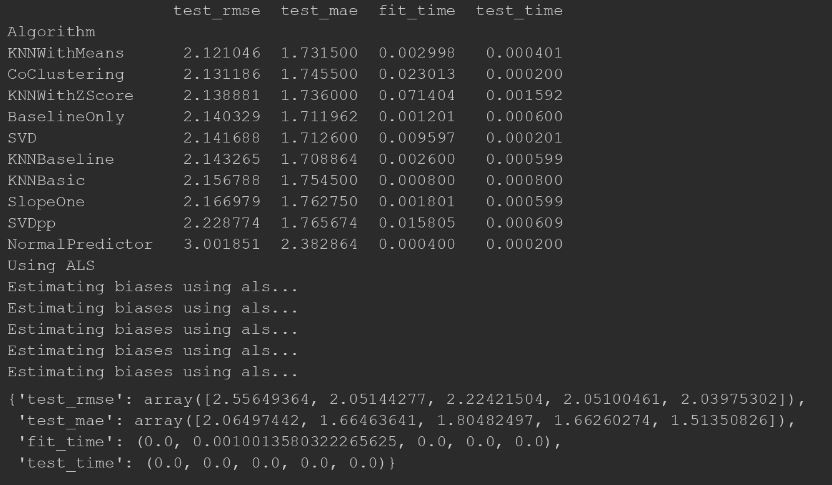 test_rmse test_mae fit_time test_time
Algorithm
KNNWithMeans 2.121046 1.731500 0.002998 0.000401
CoClustering 2.131186 1.745500 0.023013 0.000200
KNNWithZScore 2.138881 1.736000 0.071404 0.001592
BaselineOnly 2.140329 1.711962 0.001201 0.000600
SVD 2.141688 1.712600 0.009597 0.000201
KNNBaseline 2.143265 1.708864 0.002600 0.000599
KNNBasic 2.156788 1.754500 0.000800 0.000800
SlopeOne 2.166979 1.762750 0.001801 0.000599
SVDpp 2.228774 1.765674 0.015805 0.000609
NormalPredictor 3.001851 2.382864 0.000400 0.000200
Using ALS
Estimating biases using als...
Estimating biases using als...
Estimating biases using als...
Estimating biases using als...
Estimating biases using als...
{'test_rmse': array([2.55649364, 2.05144277, 2.22421504, 2.05100461, 2.03975302]),
'test_mae': array([2.06497442, 1.66463641, 1.80482497, 1.66260274, 1.51350826]),
'fit_time': (0.0, 0.0010013580322265625, 0.0, 0.0, 0.0),
'test_time': (0.0, 0.0, 0.0, 0.0, 0.0)}